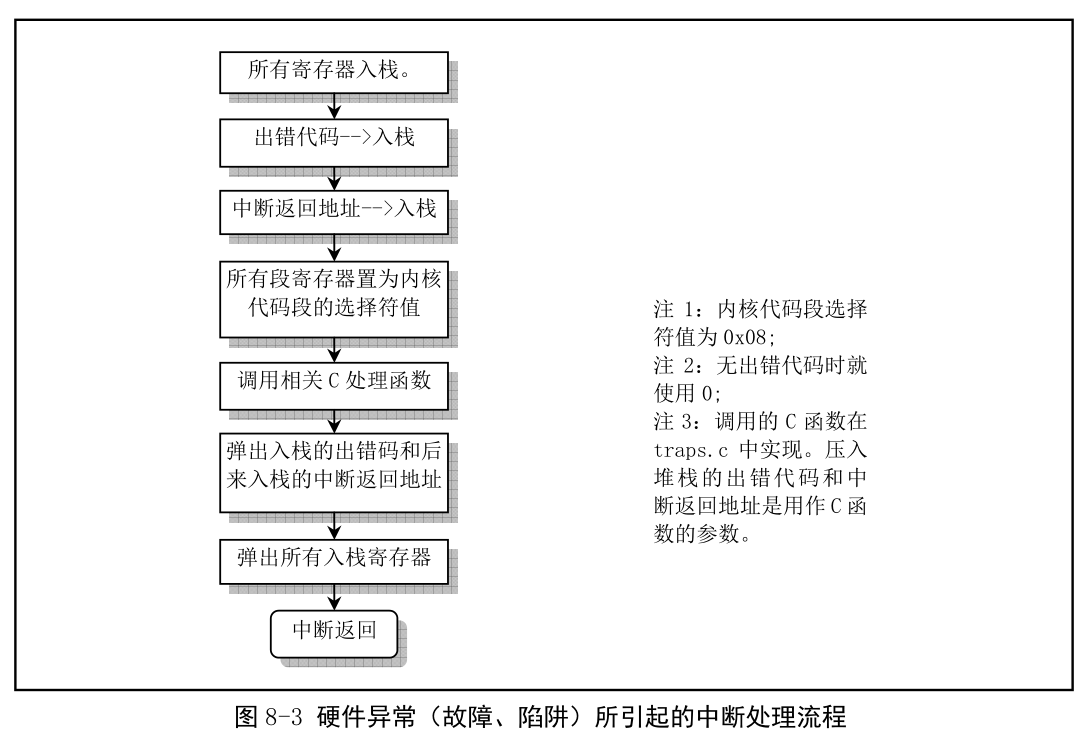 所有寄存器入栈。
出错代码-->入栈
中断返回地址-->入栈
所有段寄存器置为内核
代码段的选择符值
调用相关 C 处理函数
弹出入栈的出错码和后
来入栈的中断返回地址
弹出所有入栈寄存器
中断返回
注 1：内核代码段选择
符值为 0x08;
注 2：无出错代码时就
使用 0;
注 3：调用的 C 函数在
traps.c 中实现。压入
堆栈的出错代码和中
断返回地址是用作 C 函
数的参数。
图 8-3 硬件异常（故障、陷阱）所引起的中断处理流程